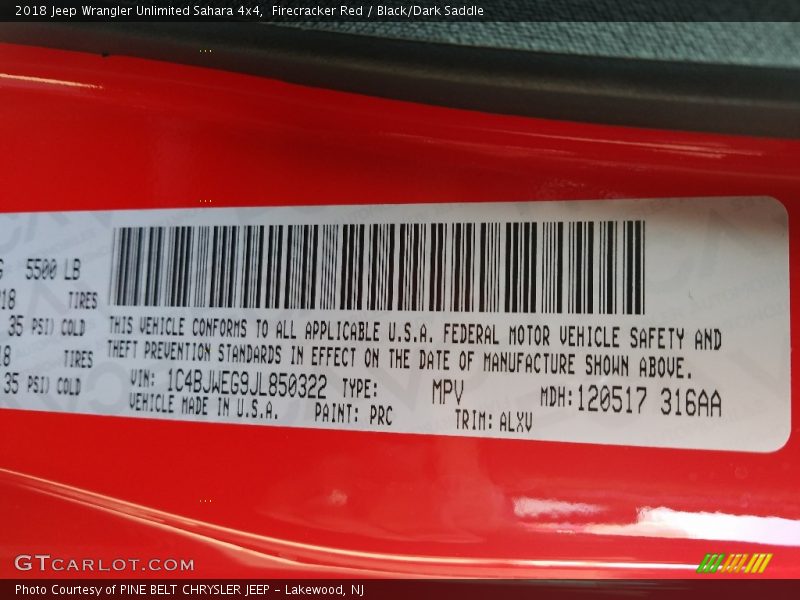 2018 Jeep Wrangler Unlimited Sahara 4x4, Firecracker Red / Black/Dark Saddle
5500 LB
18 TIRES
35 PSI) COLD
TIRES
35 PSI) COLD
THIS VEHICLE CONFORMS TO ALL APPLICABLE U.S.A. FEDERAL MOTOR VEHICLE SAFETY AND
THEFT PREVENTION STANDARDS IN EFFECT ON THE DATE OF MANUFACTURE SHOWN ABOVE.
VIN: 1C4BJWEG9JL850322 TYPE: MPV MDH:120517 316AA
VEHICLE MADE IN U.S.A. PAINT: PRC TRIM: ALXV
GTCARLOT.COM
Photo Courtesy of PINE BELT CHRYSLER JEEP - Lakewood, NJ